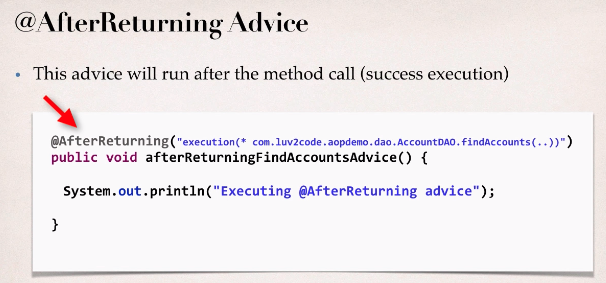 @AfterReturning Advice
• This advice will run after the method call (success execution)
@AfterReturning("execution(* com.luv2code.aopdemo.dao.AccountDAO.findAccounts(..))")
public void afterReturningFindAccountsAdvice() {
System.out.println("Executing @AfterReturning advice");
}